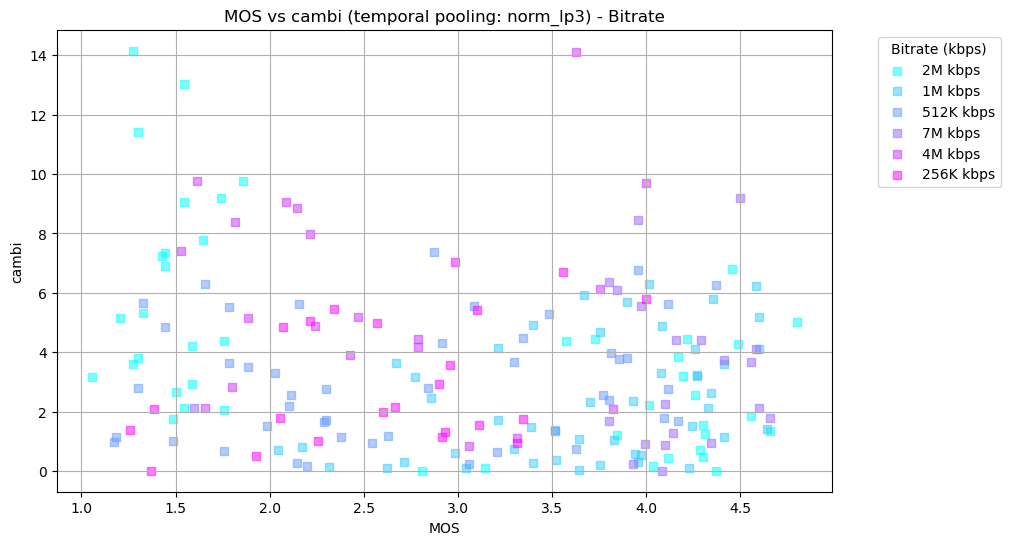 MOS vs cambi (temporal pooling: norm_lp3) - Bitrate
cambi
14
12
10
8
6
4
2
0
1.0 1.5 2.0 2.5 3.0 3.5 4.0 4.5
MOS
Bitrate (kbps)
2M kbps
1M kbps
512K kbps
7M kbps
4M kbps
256K kbps